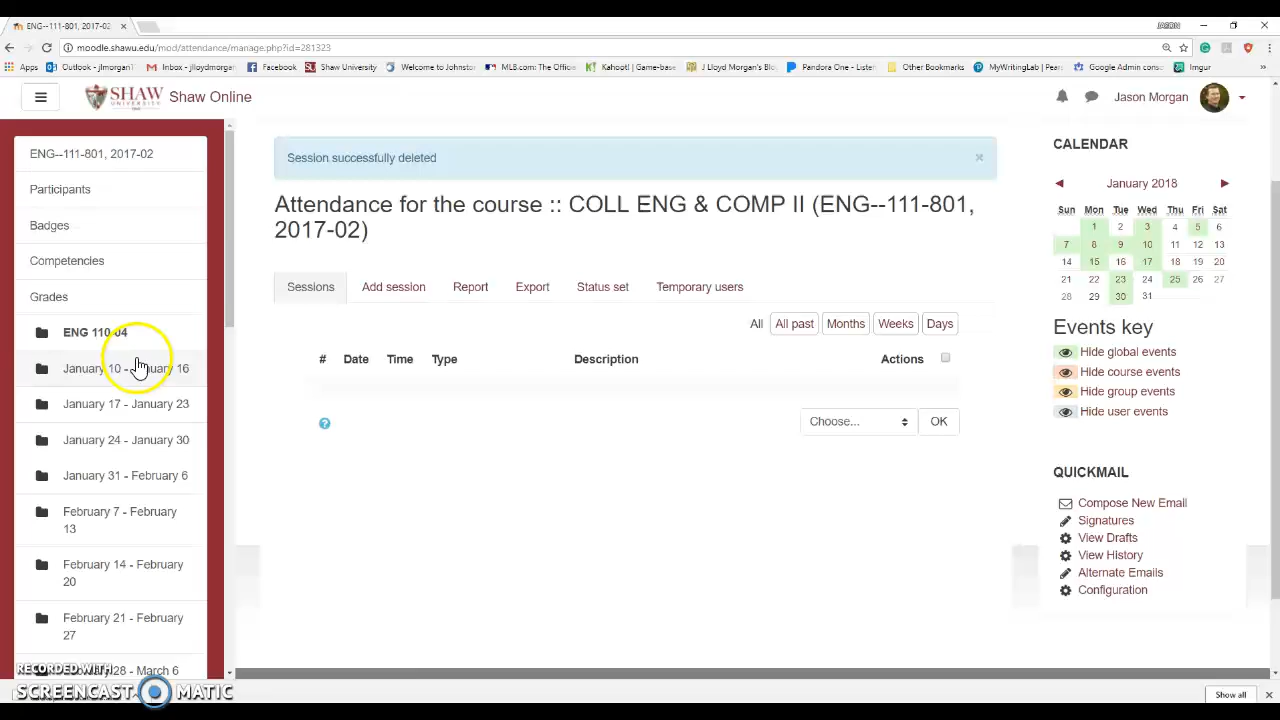 ENG--111-801, 2017-02
JASON
moodle.shawu.edu/mod/attendance/manage.php?id=281323
Apps
Outlook - jlmorgan1
Inbox - jlloydmorgan
Facebook
Shaw University
Welcome to Johnston
MLB.com: The Office
Kahoot! | Game-base
J Lloyd Morgan's Blog
Pandora One - Listen
Other Bookmarks
MyWritingLab | Pears
Google Admin conso
Imgur
SHAW
UNIVERSITY
Shaw Online
Jason Morgan
ENG--111-801, 2017-02
Participants
Badges
Competencies
Grades
ENG 110-04
January 10 - January 16
January 17 - January 23
January 24 - January 30
January 31 - February 6
February 7 - February
13
February 14 - February
20
February 21 - February
27
28 - March 6
Session successfully deleted
×
Attendance for the course :: COLL ENG & COMP II (ENG--111-801,
2017-02)
Sessions Add session Report Export Status set Temporary users
All All past Months Weeks Days
# Date Time Type Description Actions
Choose... OK
CALENDAR
◄ January 2018 ►
Sun Mon Tue Wed Thu Fri Sat
1 2 3 4 5 6
7 8 9 10 11 12 13
14 15 16 17 18 19 20
21 22 23 24 25 26 27
28 29 30 31
Events key
Hide global events
Hide course events
Hide group events
Hide user events
QUICKMAIL
Compose New Email
Signatures
View Drafts
View History
Alternate Emails
Configuration
RECORDED WITH
SCREENCAST MATIC
Show all